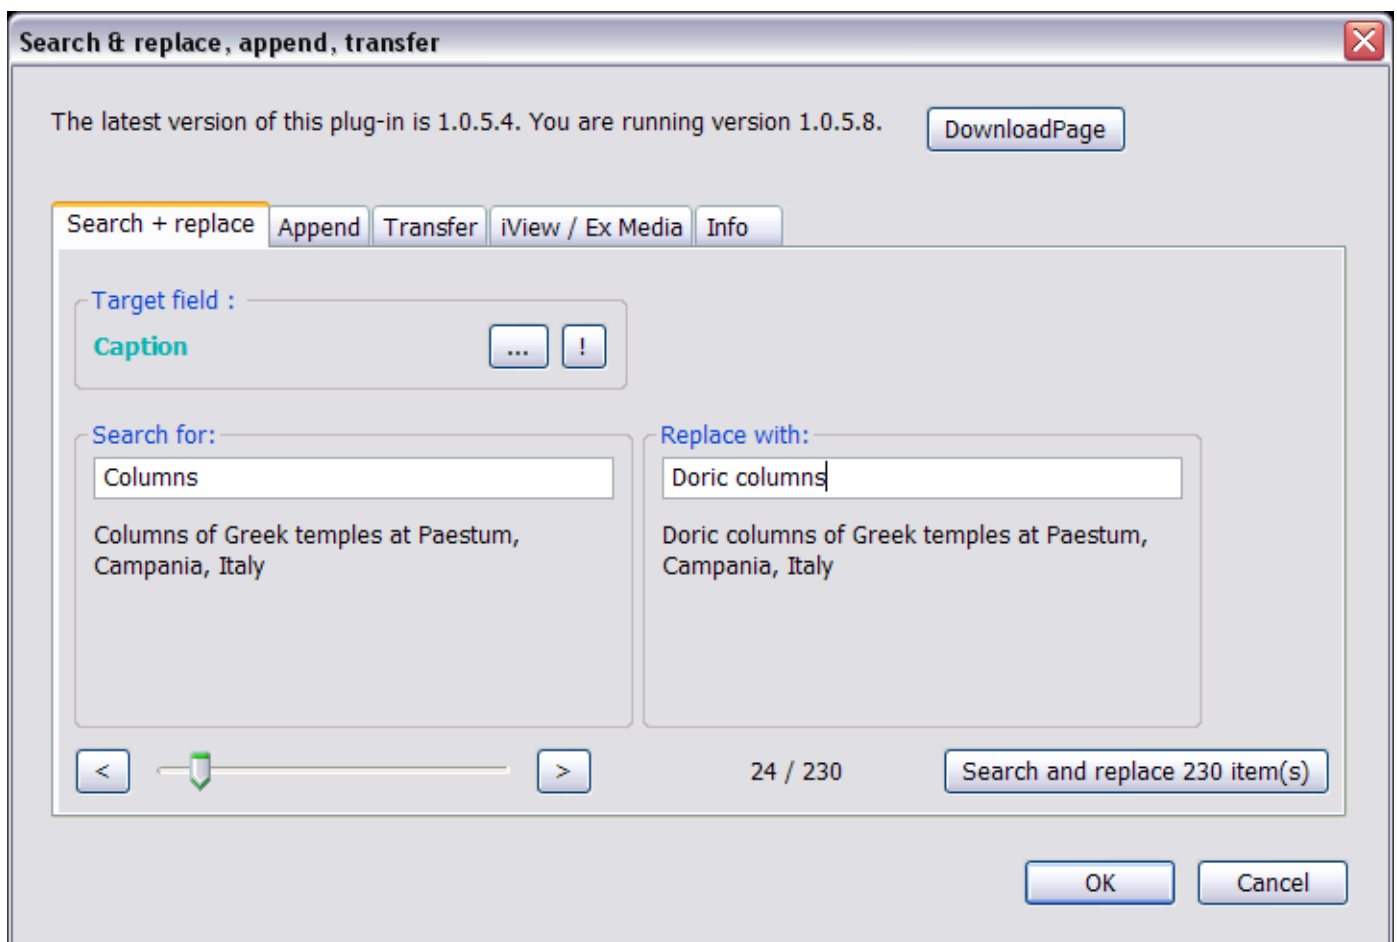 Search & replace, append, transfer
The latest version of this plug-in is 1.0.5.4. You are running version 1.0.5.8.
DownloadPage
Search + replace
Append
Transfer
iView / Ex Media
Info
Target field :
Caption
...
!
Search for:
Columns
Columns of Greek temples at Paestum,
Campania, Italy
Replace with:
Doric columns
Doric columns of Greek temples at Paestum,
Campania, Italy
<
>
24 / 230
Search and replace 230 item(s)
OK
Cancel